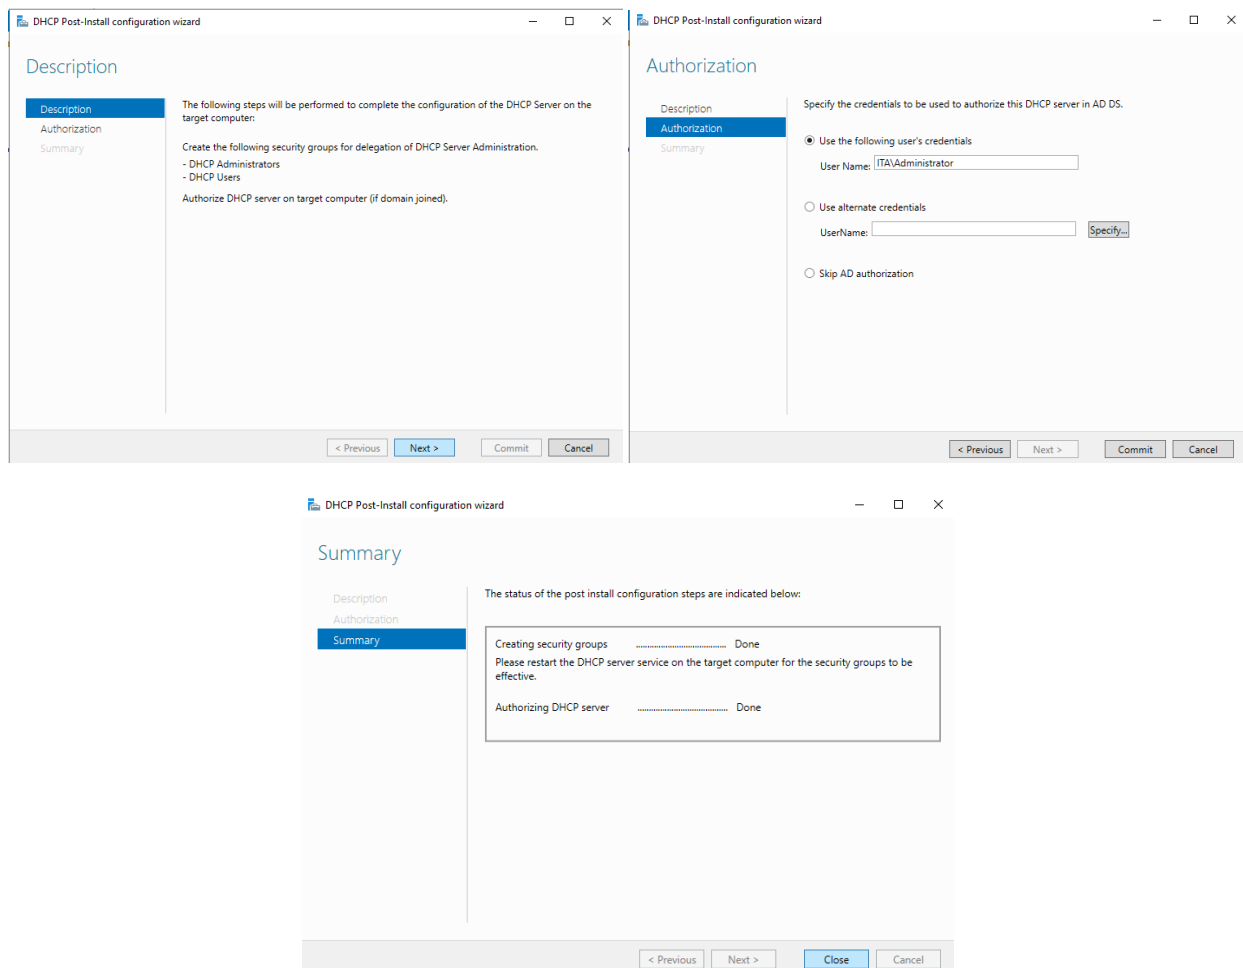 DHCP Post-Install configuration wizard
Description
Description
Authorization
Summary
The following steps will be performed to complete the configuration of the DHCP Server on the
target computer:
Create the following security groups for delegation of DHCP Server Administration.
- DHCP Administrators
- DHCP Users
Authorize DHCP server on target computer (if domain joined).
< Previous
Next >
Commit
Cancel
DHCP Post-Install configuration wizard
Authorization
Description
Authorization
Summary
Specify the credentials to be used to authorize this DHCP server in AD DS.
Use the following user's credentials
User Name: ITA\Administrator
Use alternate credentials
UserName:
Specify...
Skip AD authorization
< Previous
Next >
Commit
Cancel
DHCP Post-Install configuration wizard
Summary
Description
Authorization
Summary
The status of the post install configuration steps are indicated below:
Creating security groups ........................................ Done
Please restart the DHCP server service on the target computer for the security groups to be
effective.
Authorizing DHCP server ........................................ Done
< Previous
Next >
Close
Cancel